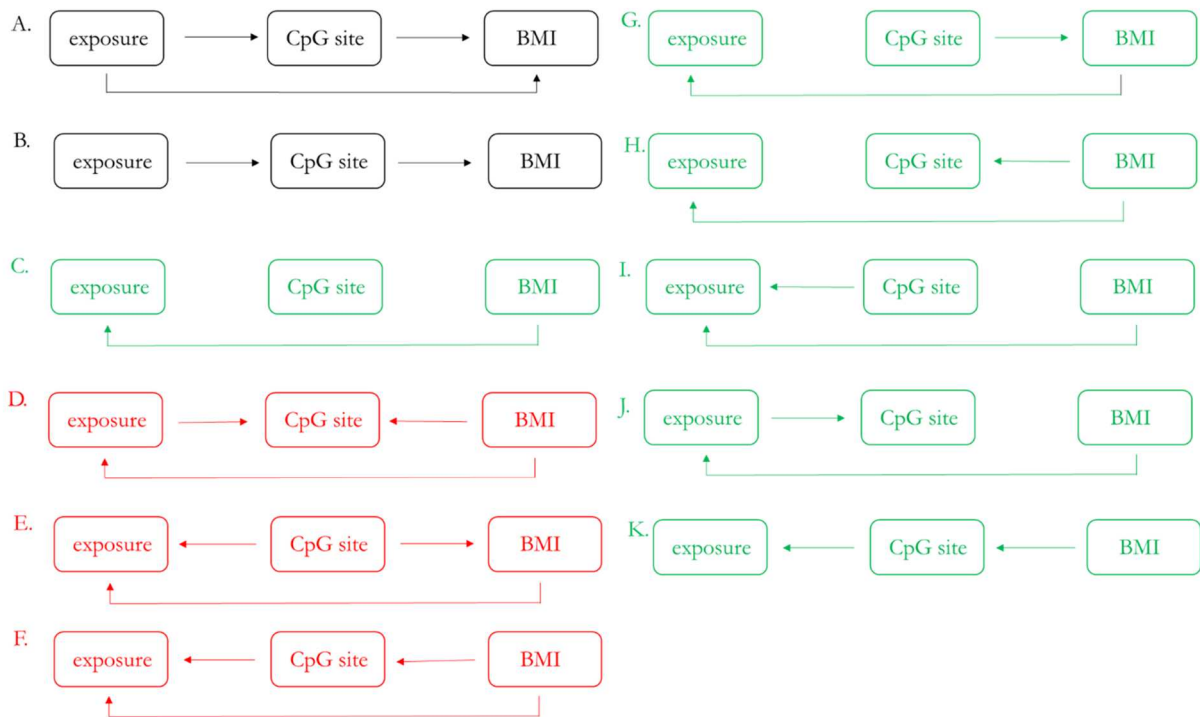 A. exposure CpG site BMI
B. exposure CpG site BMI
C. exposure CpG site BMI
D. exposure CpG site BMI
E. exposure CpG site BMI
F. exposure CpG site BMI
G. exposure CpG site BMI
H. exposure CpG site BMI
I. exposure CpG site BMI
J. exposure CpG site BMI
K. exposure CpG site BMI